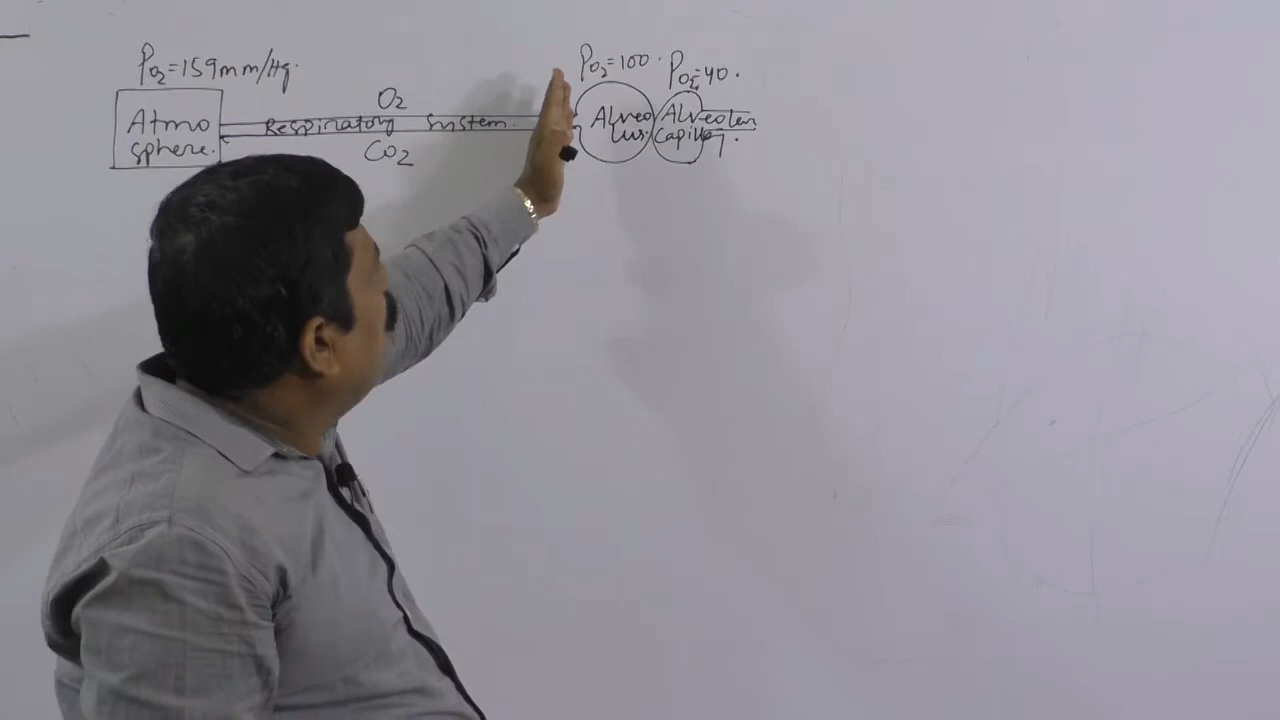 PO2=159mm/Hg.
PO2=100.
PO2=40.
Atmo
sphere.
O2
Respiratory system.
CO2
Alveo
lus
Alveolar
Capillary.